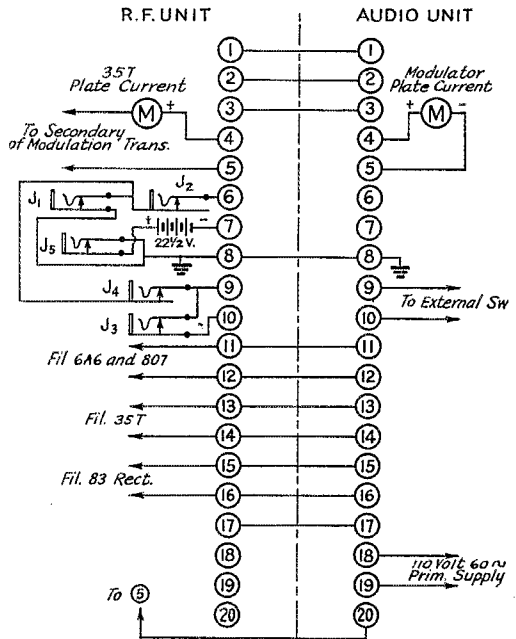 R.F. UNIT
AUDIO UNIT
1 1
2 2
35T
Plate Current
Modulator
Plate Current
3 3
M +
+ M -
4 4
To Secondary
of Modulation Trans.
5 5
J1
J2
6 6
+ -
22½ V.
7 7
J5
8 8
J4
9 9
To External Sw
J3
10 10
11 11
Fil 6A6 and 807
12 12
13 13
Fil. 35T
14 14
15 15
Fil. 83 Rect.
16 16
17 17
18 18
110 Volt 60~
Prim. Supply
19 19
To 5
20 20